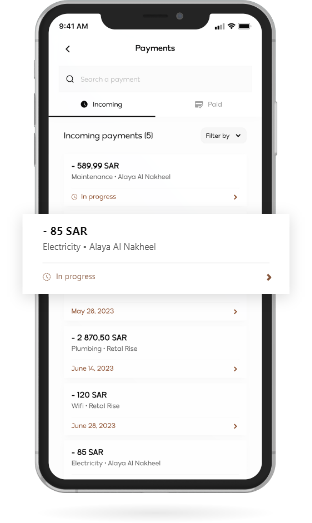 9:41 AM
Payments
Search a payment
Incoming
Paid
Incoming payments (5)
Filter by
- 589,99 SAR
Maintenance • Alaya Al Nakheel
In progress
- 85 SAR
Electricity • Alaya Al Nakheel
In progress
May 28, 2023
- 2 870,50 SAR
Plumbing • Retal Rise
June 14, 2023
- 120 SAR
Wifi • Retal Rise
June 28, 2023
- 85 SAR
Electricity • Alaya Al Nakheel